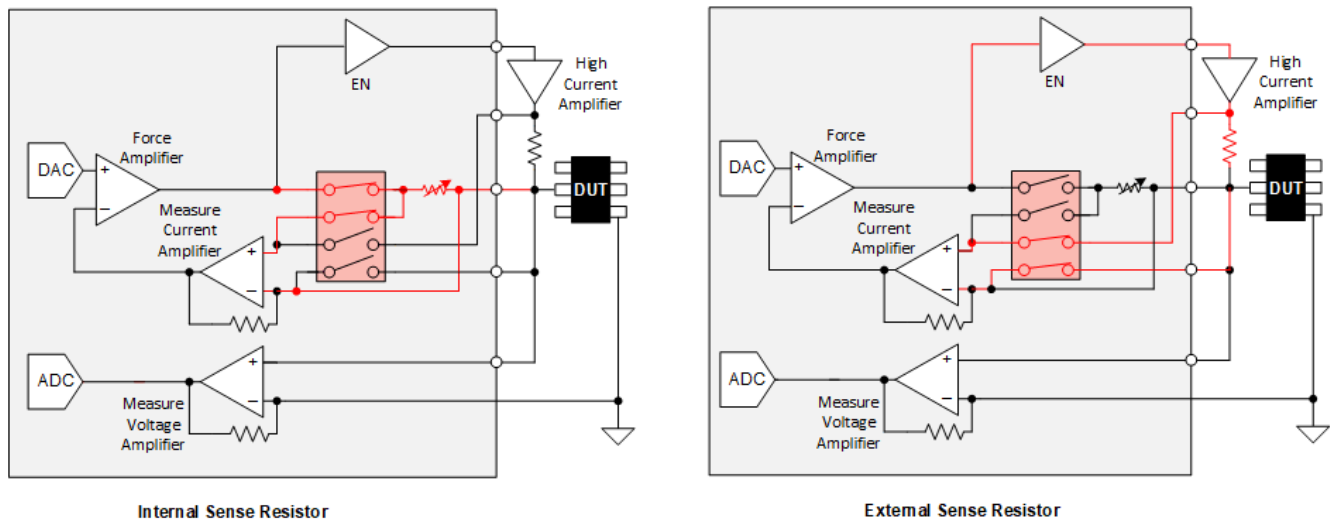 EN
High
Current
Amplifier
Force
Amplifier
DAC
+
−
DUT
Measure
Current
Amplifier
+
−
ADC
+
−
Measure
Voltage
Amplifier
Internal Sense Resistor
EN
High
Current
Amplifier
Force
Amplifier
DAC
+
−
DUT
Measure
Current
Amplifier
+
−
ADC
+
−
Measure
Voltage
Amplifier
External Sense Resistor